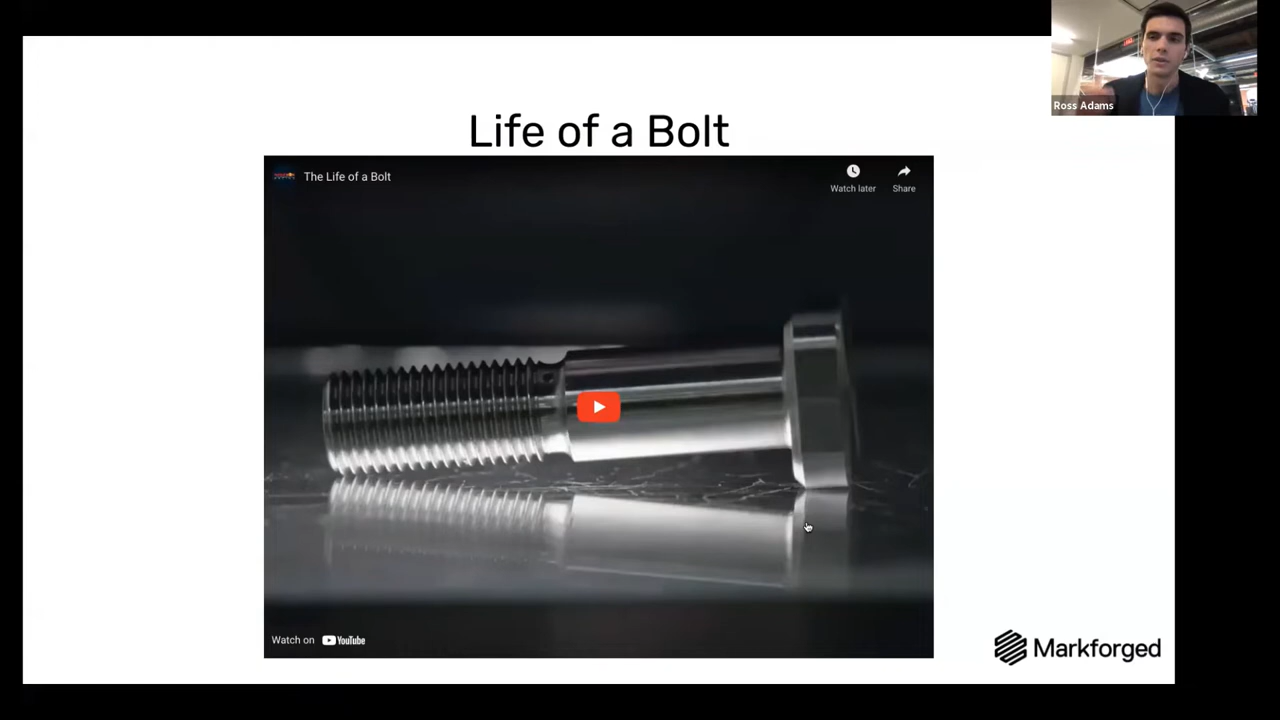 Ross Adams
Life of a Bolt
The Life of a Bolt
Watch later
Share
Watch on YouTube
Markforged